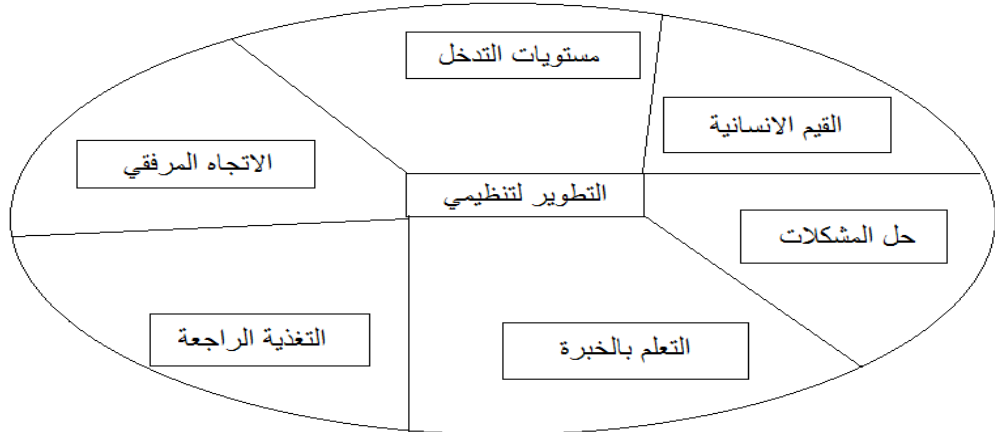 مستويات التدخل
القيم الانسانية
الاتجاه المرفقي
التطوير لتنظيمي
حل المشكلات
التغذية الراجعة
التعلم بالخبرة